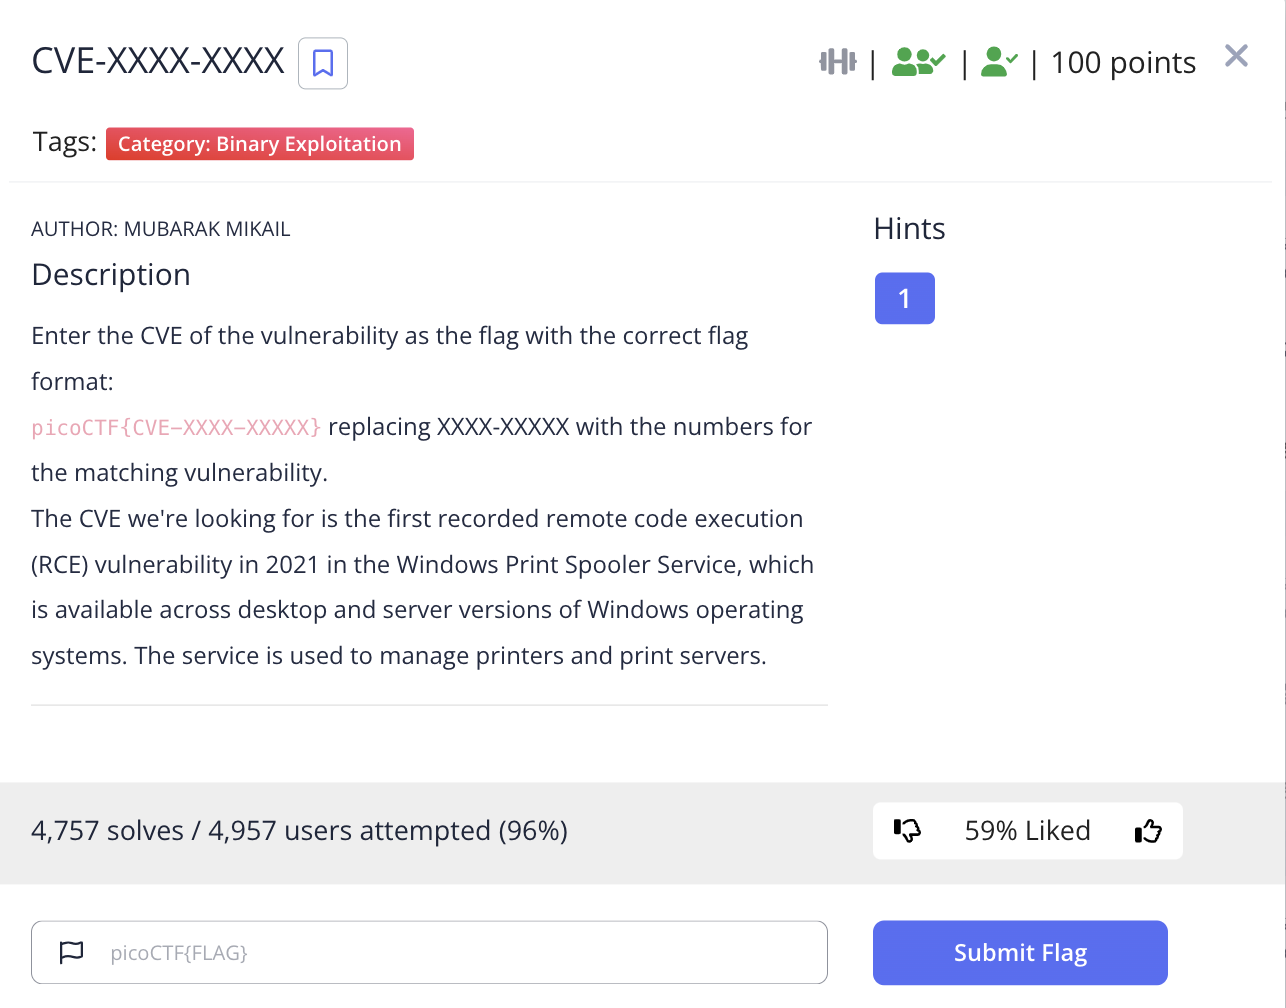 CVE-XXXX-XXXX
| | | 100 points
Tags: Category: Binary Exploitation
AUTHOR: MUBARAK MIKAIL
Description
Enter the CVE of the vulnerability as the flag with the correct flag
format:
picoCTF{CVE-XXXX-XXXXX} replacing XXXX-XXXXX with the numbers for
the matching vulnerability.
The CVE we're looking for is the first recorded remote code execution
(RCE) vulnerability in 2021 in the Windows Print Spooler Service, which
is available across desktop and server versions of Windows operating
systems. The service is used to manage printers and print servers.
Hints
1
4,757 solves / 4,957 users attempted (96%)
59% Liked
picoCTF{FLAG}
Submit Flag